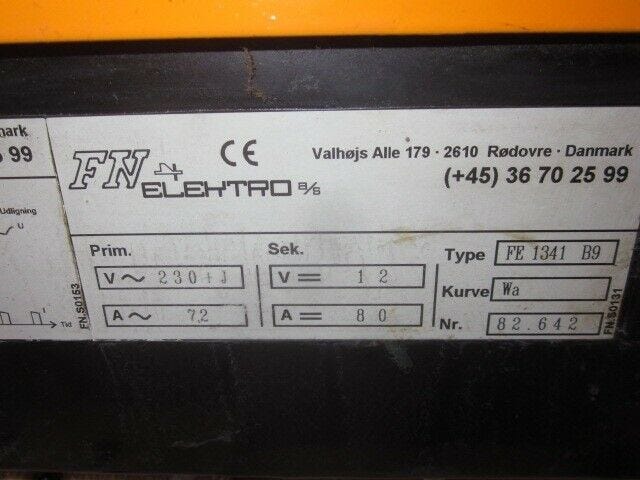 mark
99
Udligning
U
Tid
FN.S0153
FN ELEKTRO A/S
CE
Valhøjs Alle 179 · 2610 Rødovre · Danmark
(+45) 36 70 25 99
Prim.
V ~ 230+J
A ~ 7,2
Sek.
V = 12
A = 80
Type FE 1341 B9
Kurve Wa
Nr. 82.642
FN.S0131